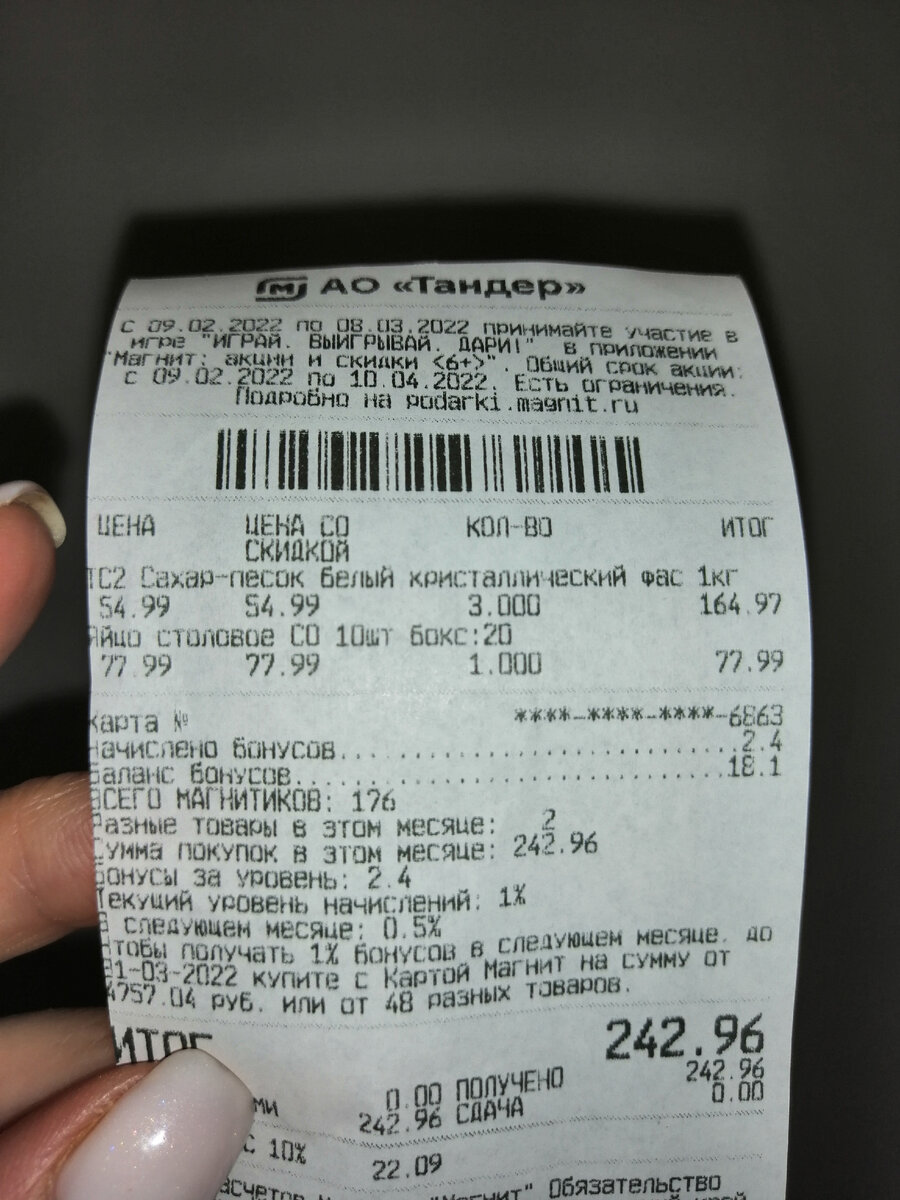 АО «Тандер»
С 09.02.2022 по 08.03.2022 принимайте участие в
игре "ИГРАЙ. ВЫИГРЫВАЙ. ДАРИ!" в приложении
"Магнит: акции и скидки <6+>". Общий срок акции:
с 09.02.2022 по 10.04.2022. Есть ограничения.
Подробно на podarki.magnit.ru
ЦЕНА ЦЕНА СО СКИДКОЙ КОЛ-ВО ИТОГ
ТС2 Сахар-песок белый кристаллический фас 1кг
54.99 54.99 3.000 164.97
Яйцо столовое СО 10шт бокс:20
77.99 77.99 1.000 77.99
Карта № ****-****-****-6863
Начислено бонусов..............................2.4
Баланс бонусов..............................18.1
ВСЕГО МАГНИТИКОВ: 176
Разные товары в этом месяце: 2
Сумма покупок в этом месяце: 242.96
Бонусы за уровень: 2.4
Текущий уровень начислений: 1%
В следующем месяце: 0.5%
Чтобы получать 1% бонусов в следующем месяце, до
31-03-2022 купите с Картой Магнит на сумму от
4757.04 руб. или от 48 разных товаров.
ИТОГ 242.96
0.00 ПОЛУЧЕНО 242.96
242.96 СДАЧА 0.00
С 10% 22.09
"Магнит" Обязательство